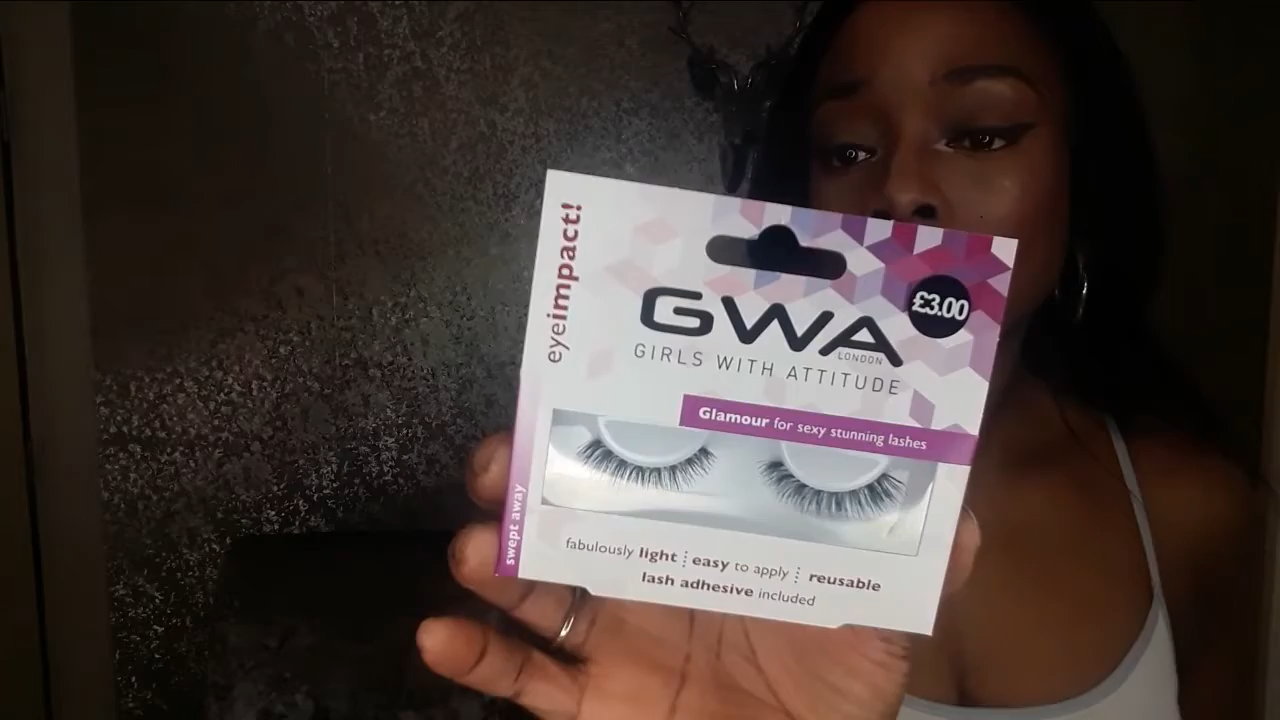 eyeimpact!
£3.00
GWA
LONDON
GIRLS WITH ATTITUDE
Glamour for sexy stunning lashes
swept away
fabulously light ⋮ easy to apply ⋮ reusable
lash adhesive included